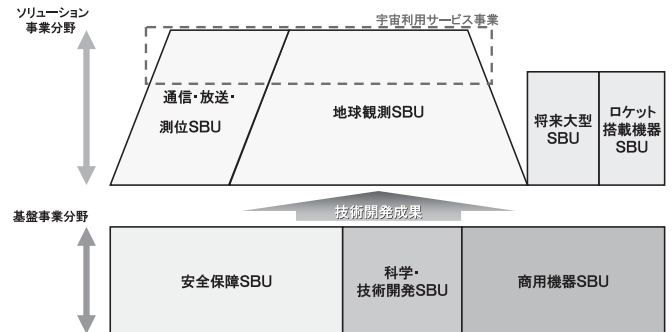 ソリューション
事業分野
宇宙利用サービス事業
通信・放送・
測位SBU
地球観測SBU
将来大型
SBU
ロケット
搭載機器
SBU
技術開発成果
基盤事業分野
安全保障SBU
科学・
技術開発SBU
商用機器SBU